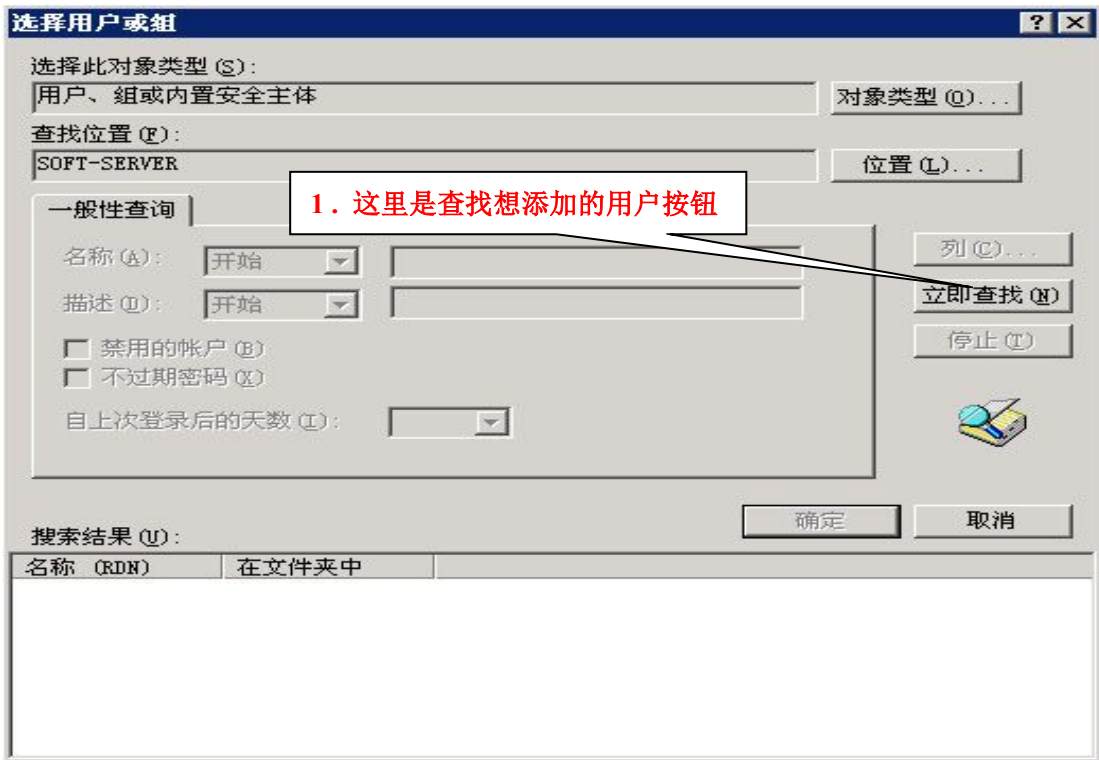 选择用户或组
选择此对象类型(S):
用户、组或内置安全主体
对象类型(O)...
查找位置(F):
SOFT-SERVER
位置(L)...
1. 这里是查找想添加的用户按钮
一般性查询
名称(A): 开始
列(C)...
描述(D): 开始
立即查找(N)
禁用的帐户(B)
停止(T)
不过期密码(X)
自上次登录后的天数(I):
确定 取消
搜索结果(U):
名称 (RDN) 在文件夹中